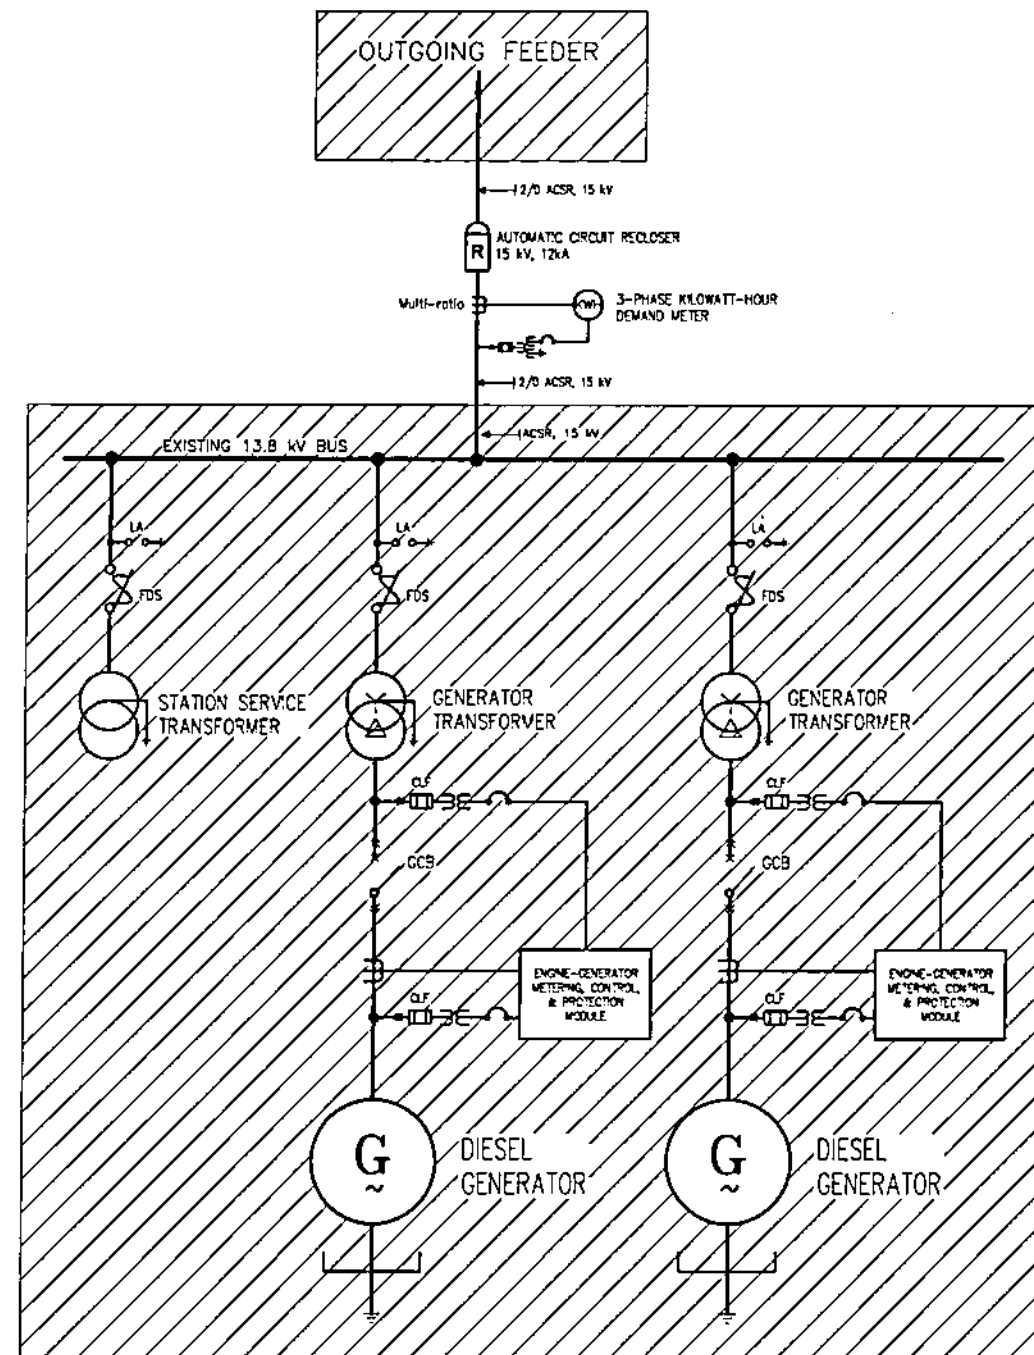 OUTGOING FEEDER
2/0 ACSR, 15 kV
AUTOMATIC CIRCUIT RECLOSER
15 kV, 12kA
R
Multi-ratio
3-PHASE KILOWATT-HOUR
DEMAND METER
2/0 ACSR, 15 kV
ACSR, 15 kV
EXISTING 13.8 kV BUS
LA
LA
LA
FDS
FDS
FDS
STATION SERVICE
TRANSFORMER
GENERATOR
TRANSFORMER
GENERATOR
TRANSFORMER
CLF
CLF
GCB
GCB
ENGINE-GENERATOR
METERING, CONTROL,
& PROTECTION
MODULE
ENGINE-GENERATOR
METERING, CONTROL,
& PROTECTION
MODULE
CLF
CLF
G
~
DIESEL
GENERATOR
G
~
DIESEL
GENERATOR